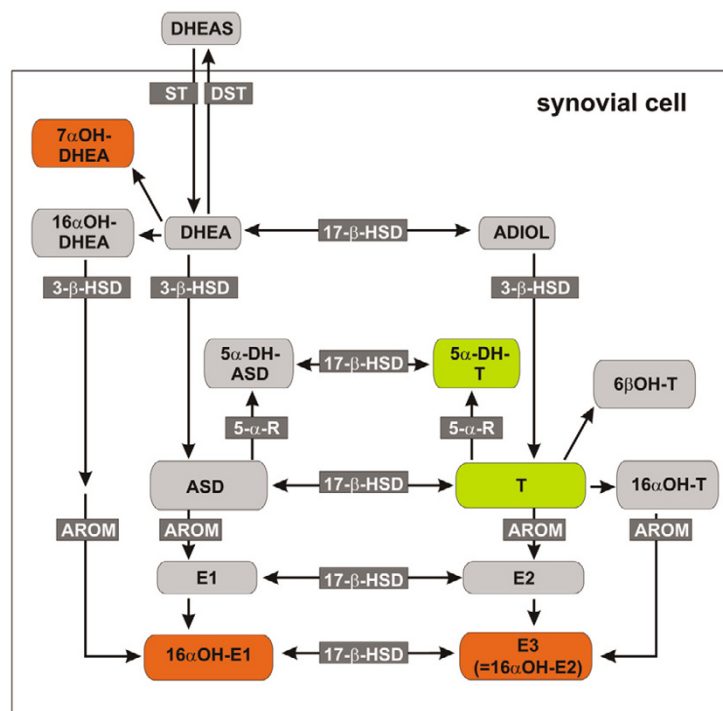 DHEAS
ST
DST
synovial cell
7αOH-
DHEA
16αOH-
DHEA
DHEA
17-β-HSD
ADIOL
3-β-HSD
3-β-HSD
3-β-HSD
5α-DH-
ASD
17-β-HSD
5α-DH-
T
6βOH-T
5-α-R
5-α-R
ASD
17-β-HSD
T
16αOH-T
AROM
AROM
AROM
AROM
E1
17-β-HSD
E2
16αOH-E1
17-β-HSD
E3
(=16αOH-E2)